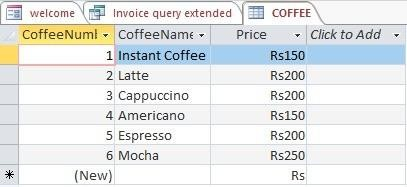 welcome Invoice query extended COFFEE
CoffeeNuml CoffeeName Price Click to Add
1 Instant Coffee Rs150
2 Latte Rs200
3 Cappuccino Rs200
4 Americano Rs150
5 Espresso Rs200
6 Mocha Rs250
(New) Rs